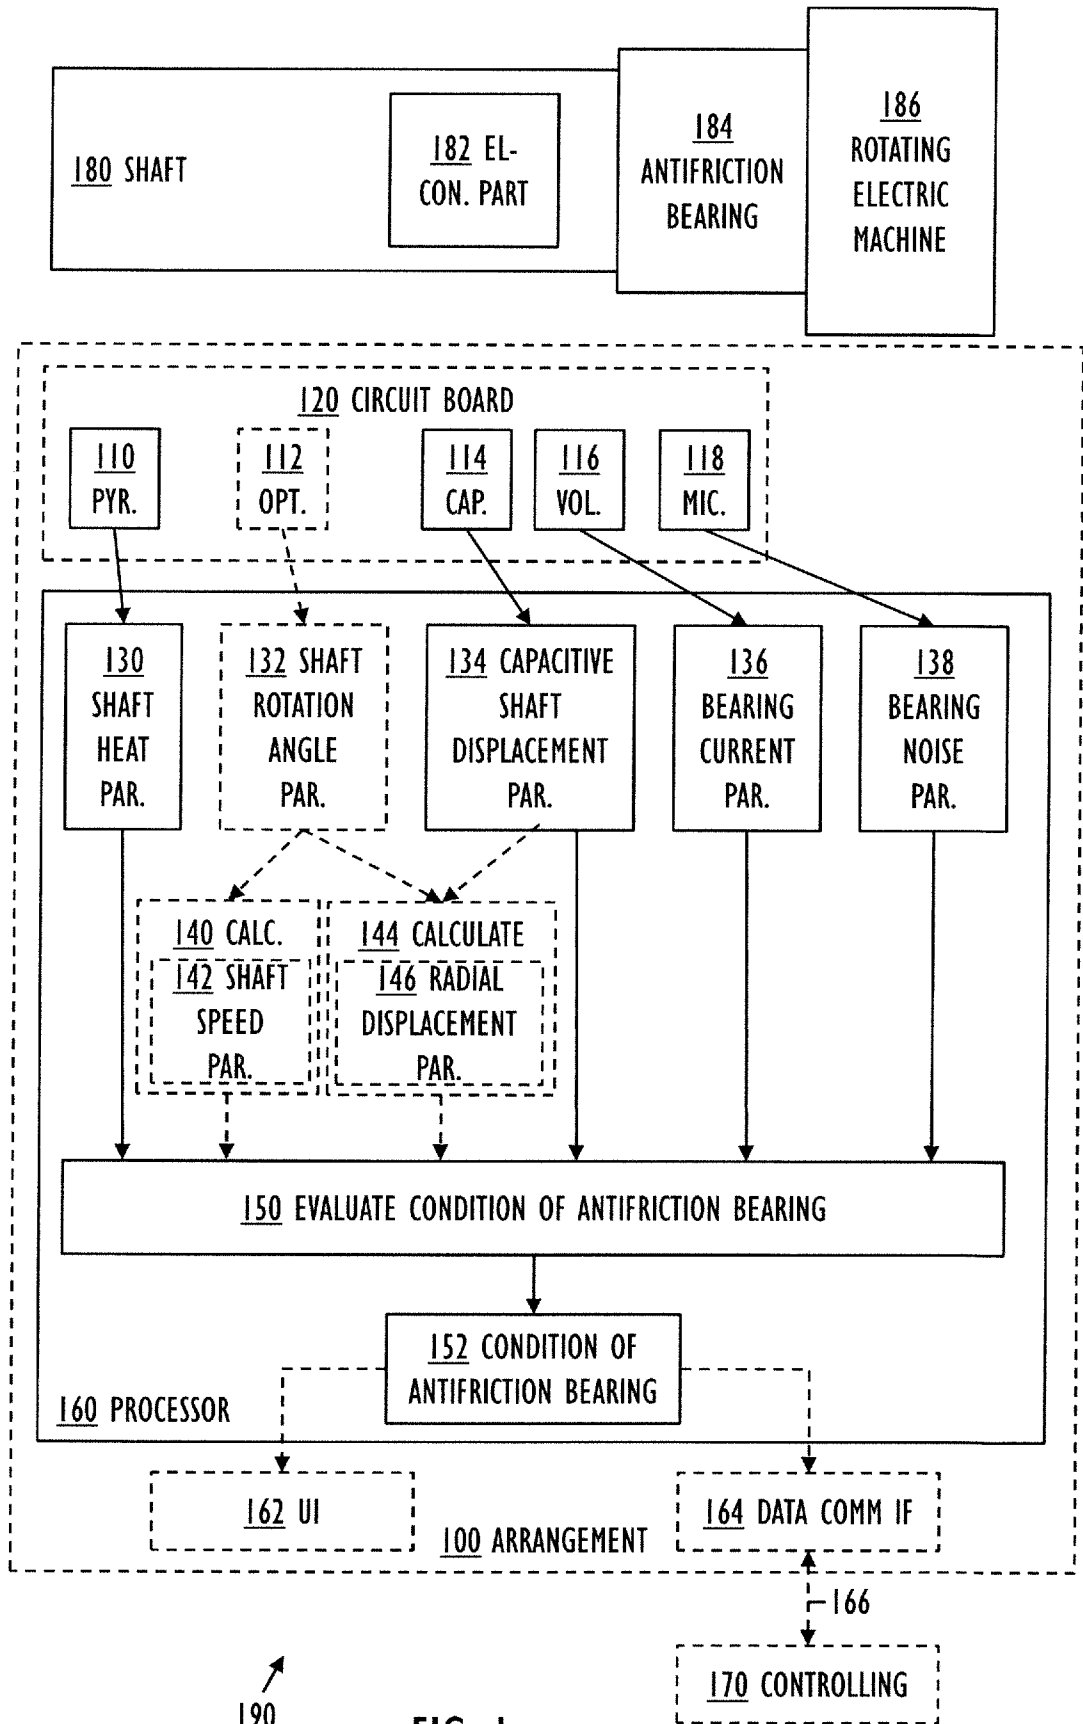 180 SHAFT
182 EL-
CON. PART
184
ANTIFRICTION
BEARING
186
ROTATING
ELECTRIC
MACHINE
120 CIRCUIT BOARD
110
PYR.
112
OPT.
114
CAP.
116
VOL.
118
MIC.
130
SHAFT
HEAT
PAR.
132 SHAFT
ROTATION
ANGLE
PAR.
134 CAPACITIVE
SHAFT
DISPLACEMENT
PAR.
136
BEARING
CURRENT
PAR.
138
BEARING
NOISE
PAR.
140 CALC.
142 SHAFT
SPEED
PAR.
144 CALCULATE
146 RADIAL
DISPLACEMENT
PAR.
150 EVALUATE CONDITION OF ANTIFRICTION BEARING
152 CONDITION OF
ANTIFRICTION BEARING
160 PROCESSOR
162 UI
164 DATA COMM IF
100 ARRANGEMENT
166
170 CONTROLLING
190
FIG. 1